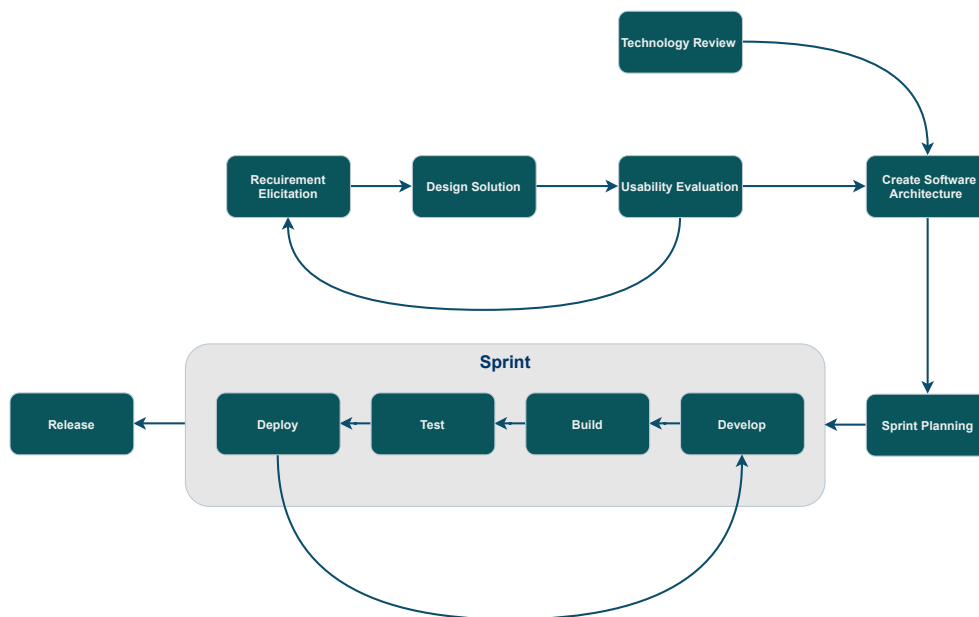 Technology Review
Recuirement
Elicitation
Design Solution
Usability Evaluation
Create Software
Architecture
Sprint
Release
Deploy
Test
Build
Develop
Sprint Planning